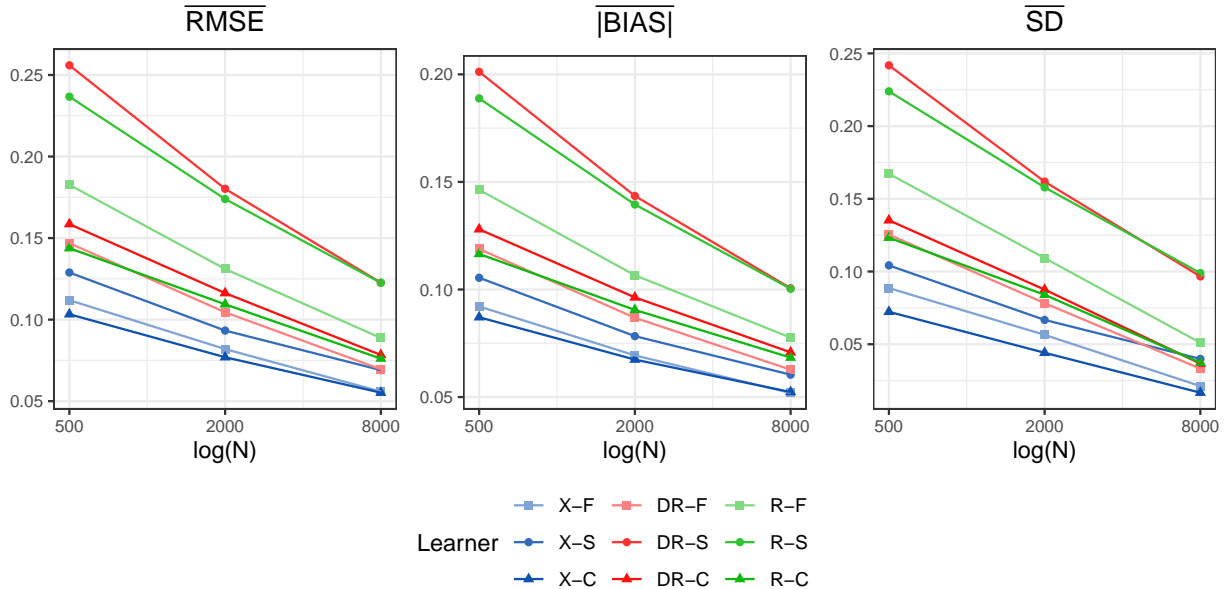 RMSE
|BIAS|
SD
0.25
0.20
0.15
0.10
0.05
500 2000 8000
log(N)
0.20
0.15
0.10
0.05
500 2000 8000
log(N)
0.25
0.20
0.15
0.10
0.05
500 2000 8000
log(N)
Learner
X−F DR−F R−F
X−S DR−S R−S
X−C DR−C R−C